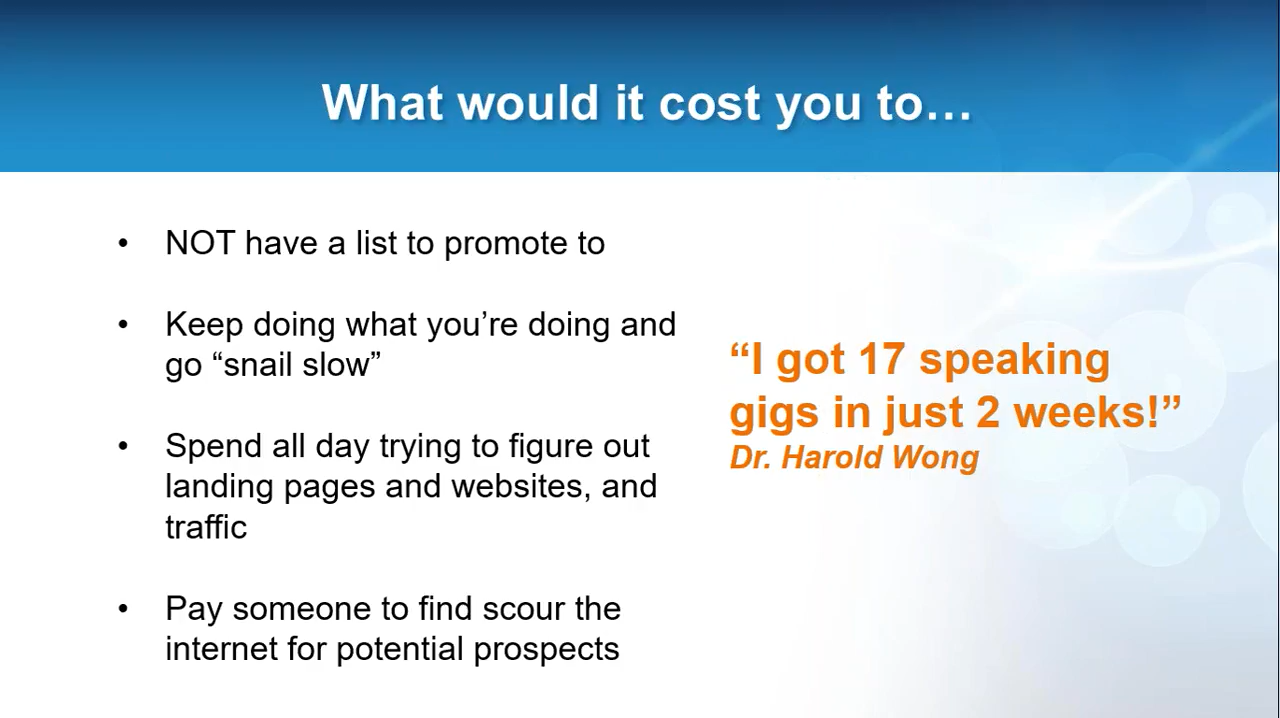 What would it cost you to…
• NOT have a list to promote to
• Keep doing what you’re doing and
go “snail slow”
• Spend all day trying to figure out
landing pages and websites, and
traffic
• Pay someone to find scour the
internet for potential prospects
“I got 17 speaking
gigs in just 2 weeks!”
Dr. Harold Wong